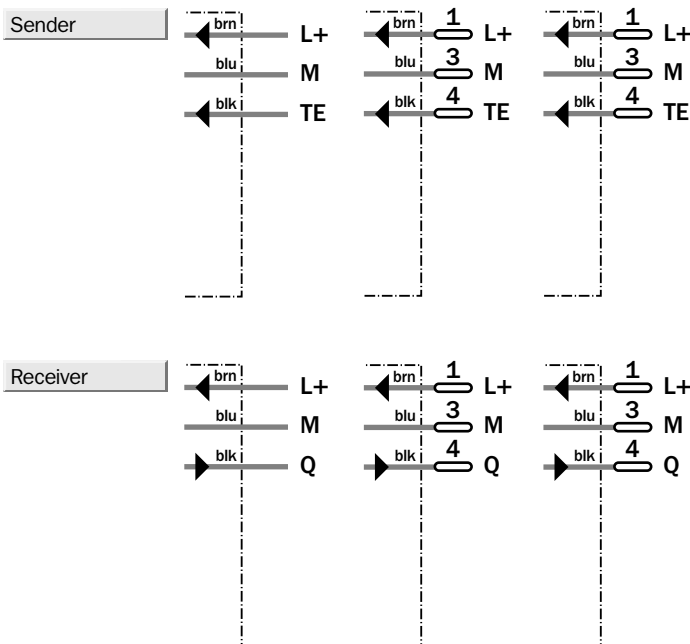 Sender
brn L+ brn 1 L+ brn 1 L+
blu M blu 3 M blu 3 M
blk TE blk 4 TE blk 4 TE
Receiver
brn L+ brn 1 L+ brn 1 L+
blu M blu 3 M blu 3 M
blk Q blk 4 Q blk 4 Q